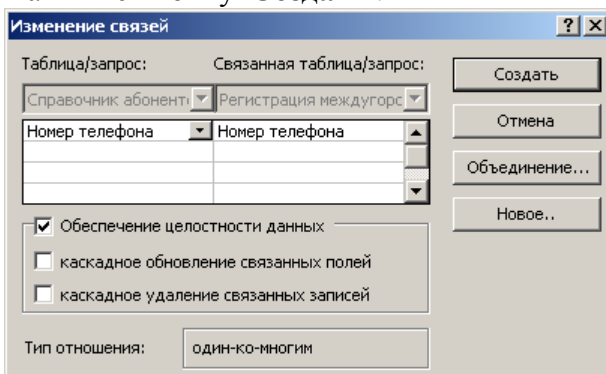 Изменение связей
Таблица/запрос: Связанная таблица/запрос:
Создать
Справочник абонент Регистрация междугорс
Номер телефона Номер телефона
Отмена
Объединение...
Новое..
Обеспечение целостности данных
каскадное обновление связанных полей
каскадное удаление связанных записей
Тип отношения: один-ко-многим